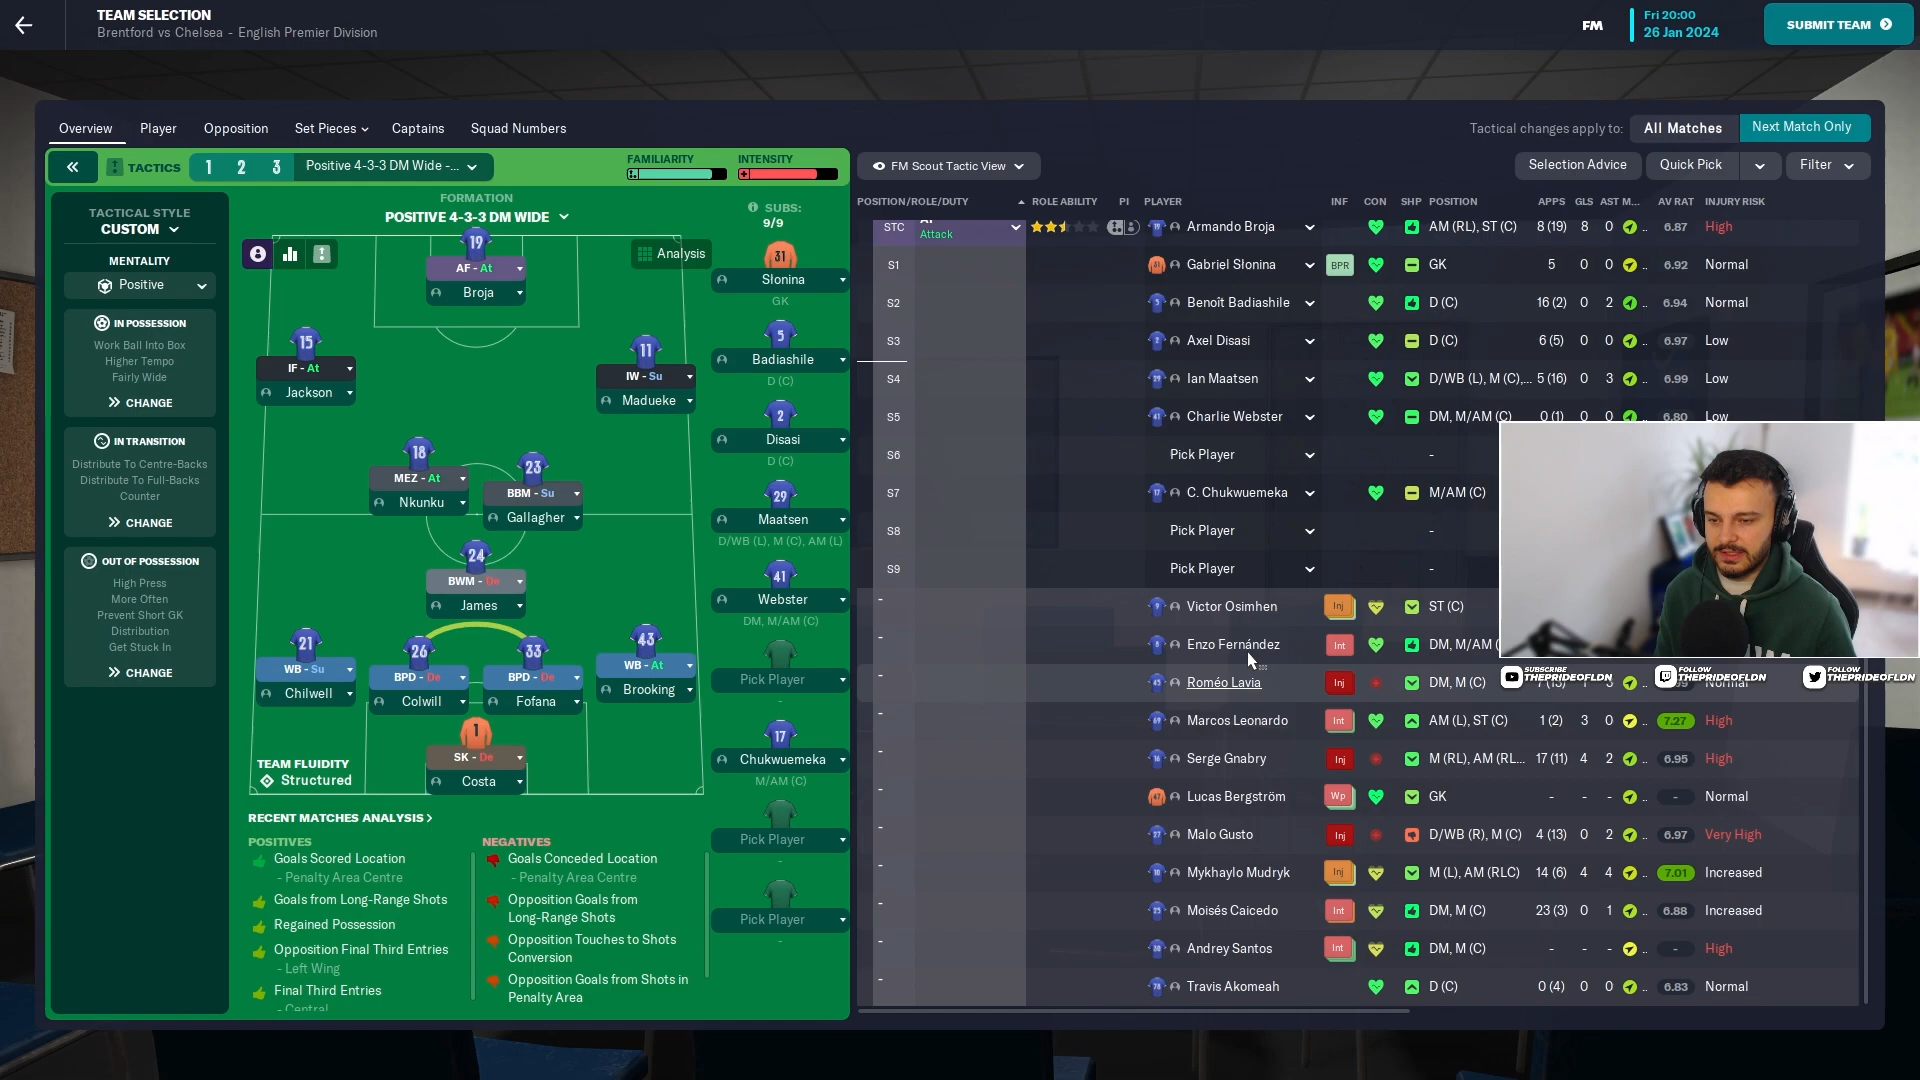 TEAM SELECTION
Brentford vs Chelsea - English Premier Division
FM
Fri 20:00
26 Jan 2024
SUBMIT TEAM
Overview
Player
Opposition
Set Pieces
Captains
Squad Numbers
Tactical changes apply to:
All Matches
Next Match Only
TACTICS
1 2 3
Positive 4-3-3 DM Wide -...
FAMILIARITY
INTENSITY
FM Scout Tactic View
Selection Advice
Quick Pick
Filter
TACTICAL STYLE
CUSTOM
MENTALITY
Positive
IN POSSESSION
Work Ball Into Box
Higher Tempo
Fairly Wide
CHANGE
IN TRANSITION
Distribute To Centre-Backs
Distribute To Full-Backs
Counter
CHANGE
OUT OF POSSESSION
High Press
More Often
Prevent Short GK
Distribution
Get Stuck In
CHANGE
FORMATION
POSITIVE 4-3-3 DM WIDE
Analysis
19
AF - At
Broja
15
IF - At
Jackson
11
IW - Su
Madueke
18
MEZ - At
Nkunku
23
BBM - Su
Gallagher
24
BWM - De
James
21
WB - Su
Chilwell
26
BPD - De
Colwill
33
BPD - De
Fofana
43
WB - At
Brooking
1
SK - De
Costa
TEAM FLUIDITY
Structured
SUBS:
9/9
31
Slonina
GK
5
Badiashile
D (C)
2
Disasi
D (C)
29
Maatsen
D/WB (L), M (C), AM (L)
41
Webster
DM, M/AM (C)
Pick Player
-
17
Chukwuemeka
M/AM (C)
Pick Player
-
Pick Player
-
RECENT MATCHES ANALYSIS
POSITIVES
Goals Scored Location
- Penalty Area Centre
Goals from Long-Range Shots
Regained Possession
Opposition Final Third Entries
- Left Wing
Final Third Entries
- Central
NEGATIVES
Goals Conceded Location
- Penalty Area Centre
Opposition Goals from
Long-Range Shots
Opposition Touches to Shots
Conversion
Opposition Goals from Shots in
Penalty Area
POSITION/ROLE/DUTY ROLE ABILITY PI PLAYER INF CON SHP POSITION APPS GLS AST M... AV RAT INJURY RISK
STC Attack Armando Broja AM (RL), ST (C) 8 (19) 8 0 6.87 High
S1 Gabriel Slonina BPR GK 5 0 0 6.92 Normal
S2 Benoît Badiashile D (C) 16 (2) 0 2 6.94 Normal
S3 Axel Disasi D (C) 6 (5) 0 0 6.97 Low
S4 Ian Maatsen D/WB (L), M (C),... 5 (16) 0 3 6.99 Low
S5 Charlie Webster DM, M/AM (C) 0 (1) 0 0 6.80 Low
S6 Pick Player -
S7 C. Chukwuemeka M/AM (C)
S8 Pick Player -
S9 Pick Player -
- Victor Osimhen Inj ST (C)
- Enzo Fernández Int DM, M/AM (
- Roméo Lavia Inj DM, M (C) Normal
- Marcos Leonardo Int AM (L), ST (C) 1 (2) 3 0 7.27 High
- Serge Gnabry Inj M (RL), AM (RL... 17 (11) 4 2 6.95 High
- Lucas Bergström Wp GK - - - - Normal
- Malo Gusto Inj D/WB (R), M (C) 4 (13) 0 2 6.97 Very High
- Mykhaylo Mudryk Inj M (L), AM (RLC) 14 (6) 4 4 7.01 Increased
- Moisés Caicedo Int DM, M (C) 23 (3) 0 1 6.88 Increased
- Andrey Santos Int DM, M (C) - - - - High
- Travis Akomeah D (C) 0 (4) 0 0 6.83 Normal
SUBSCRIBE
THEPRIDEOFLDN
FOLLOW
THEPRIDEOFLDN
FOLLOW
THEPRIDEOFLDN